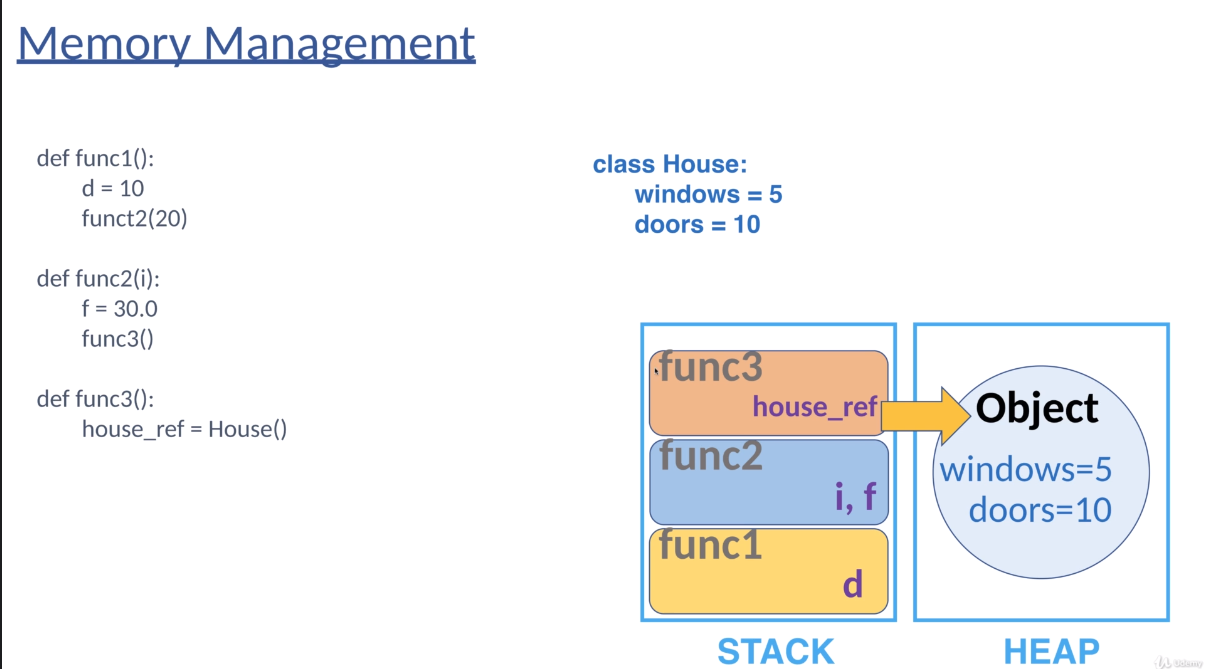 Memory Management
def func1():
d = 10
funct2(20)
def func2(i):
f = 30.0
func3()
def func3():
house_ref = House()
class House:
windows = 5
doors = 10
func3
house_ref
func2
i, f
func1
d
STACK
Object
windows=5
doors=10
HEAP
Udemy